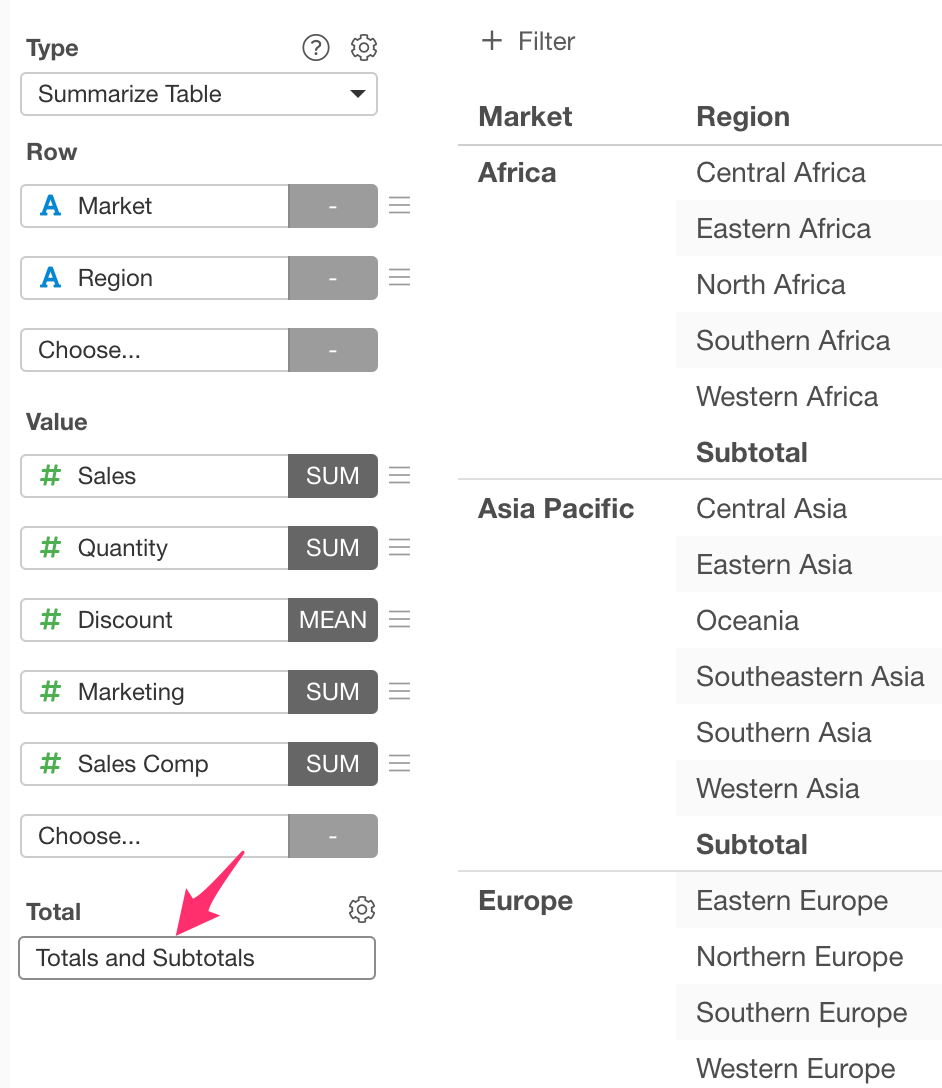 Type
?
Summarize Table
Row
A Market -
A Region -
Choose... -
Value
# Sales SUM
# Quantity SUM
# Discount MEAN
# Marketing SUM
# Sales Comp SUM
Choose... -
Total
Totals and Subtotals
+ Filter
Market Region
Africa Central Africa
Eastern Africa
North Africa
Southern Africa
Western Africa
Subtotal
Asia Pacific Central Asia
Eastern Asia
Oceania
Southeastern Asia
Southern Asia
Western Asia
Subtotal
Europe Eastern Europe
Northern Europe
Southern Europe
Western Europe